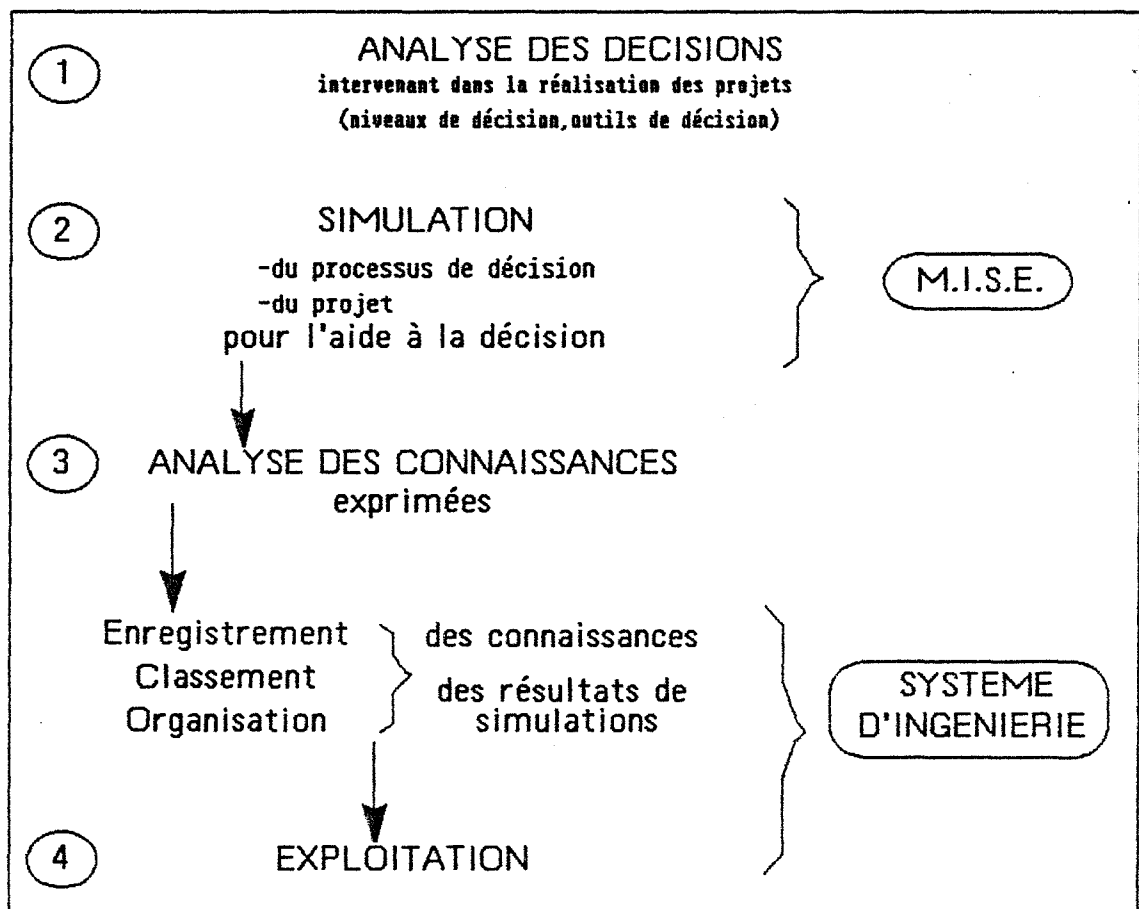 1
ANALYSE DES DECISIONS
intervenant dans la réalisation des projets
(niveaux de décision,outils de décision)
2
SIMULATION
-du processus de décision
-du projet
pour l'aide à la décision
M.I.S.E.
3
ANALYSE DES CONNAISSANCES
exprimées
Enregistrement
Classement
Organisation
des connaissances
des résultats de
simulations
SYSTEME
D'INGENIERIE
4
EXPLOITATION